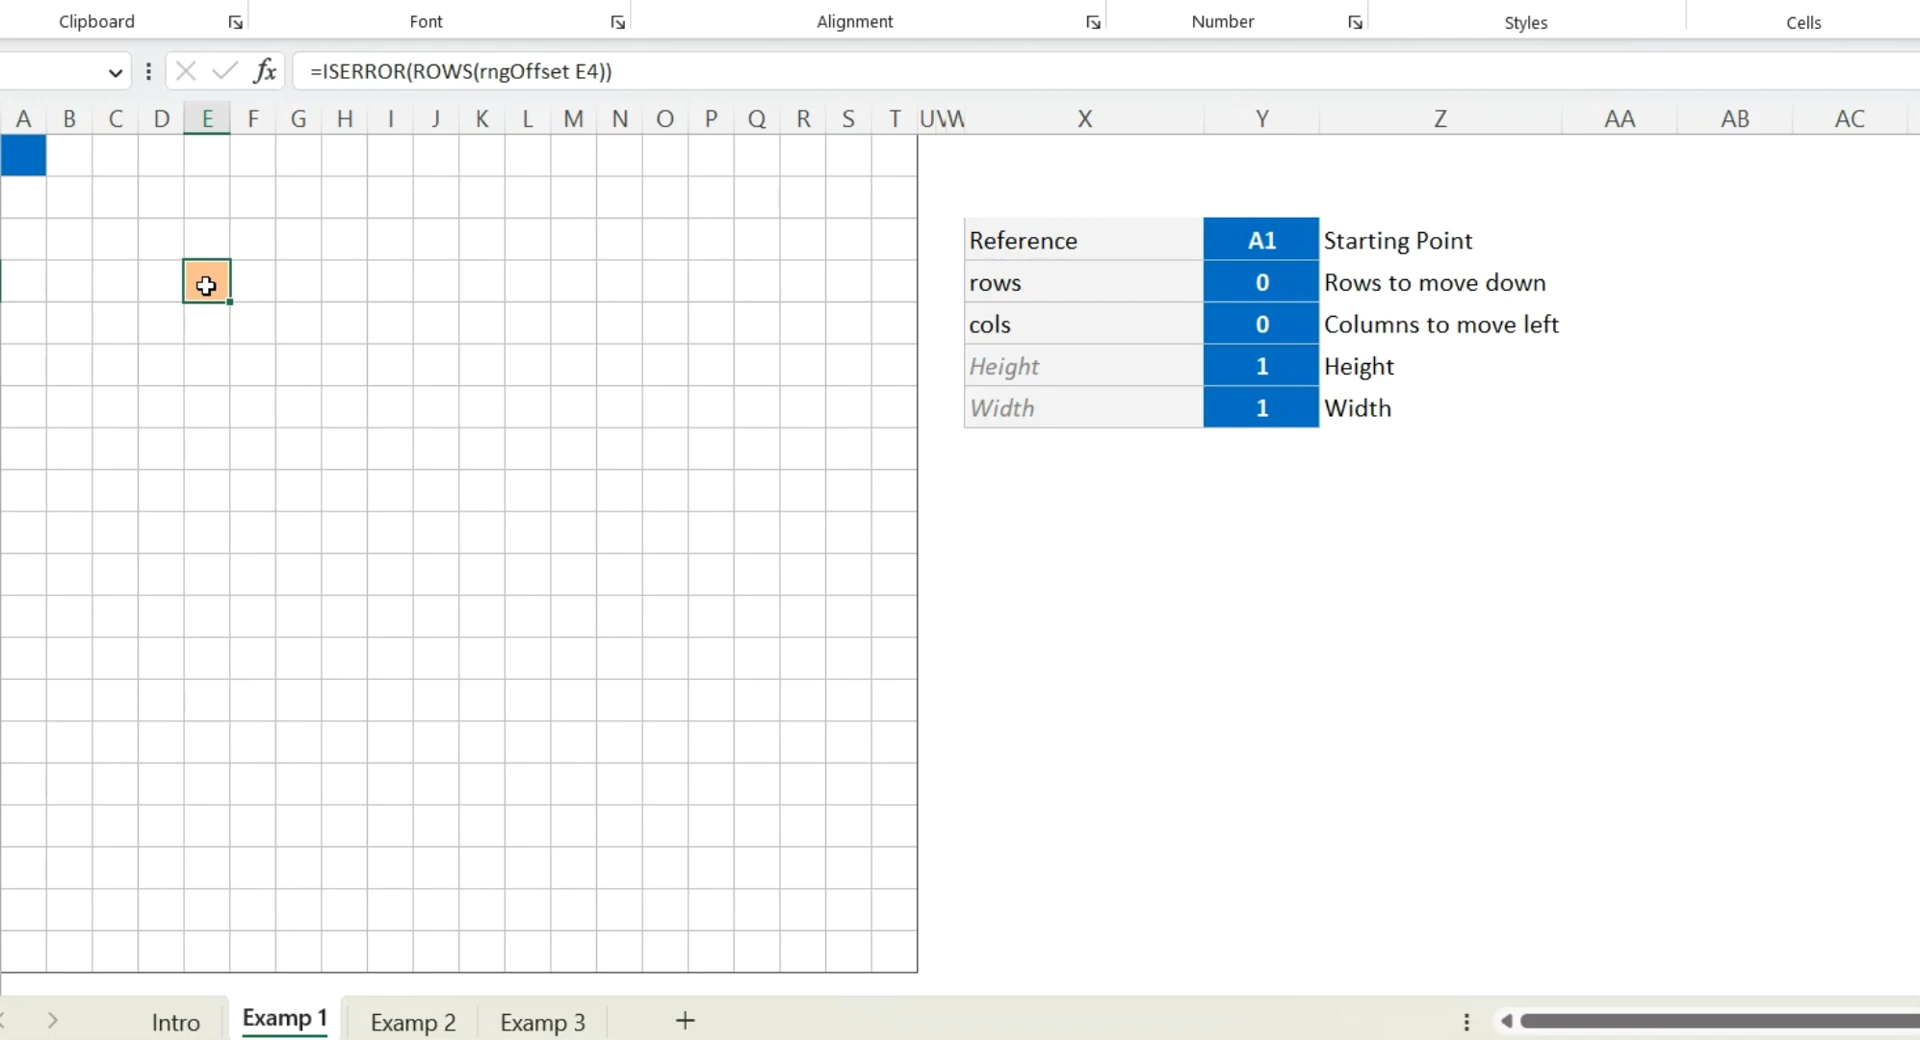 Clipboard Font Alignment Number Styles Cells
fx =ISERROR(ROWS(rngOffset E4))
A B C D E F G H I J K L M N O P Q R S T U V W X Y Z AA AB AC
Reference A1 Starting Point
rows 0 Rows to move down
cols 0 Columns to move left
Height 1 Height
Width 1 Width
Intro Examp 1 Examp 2 Examp 3 +